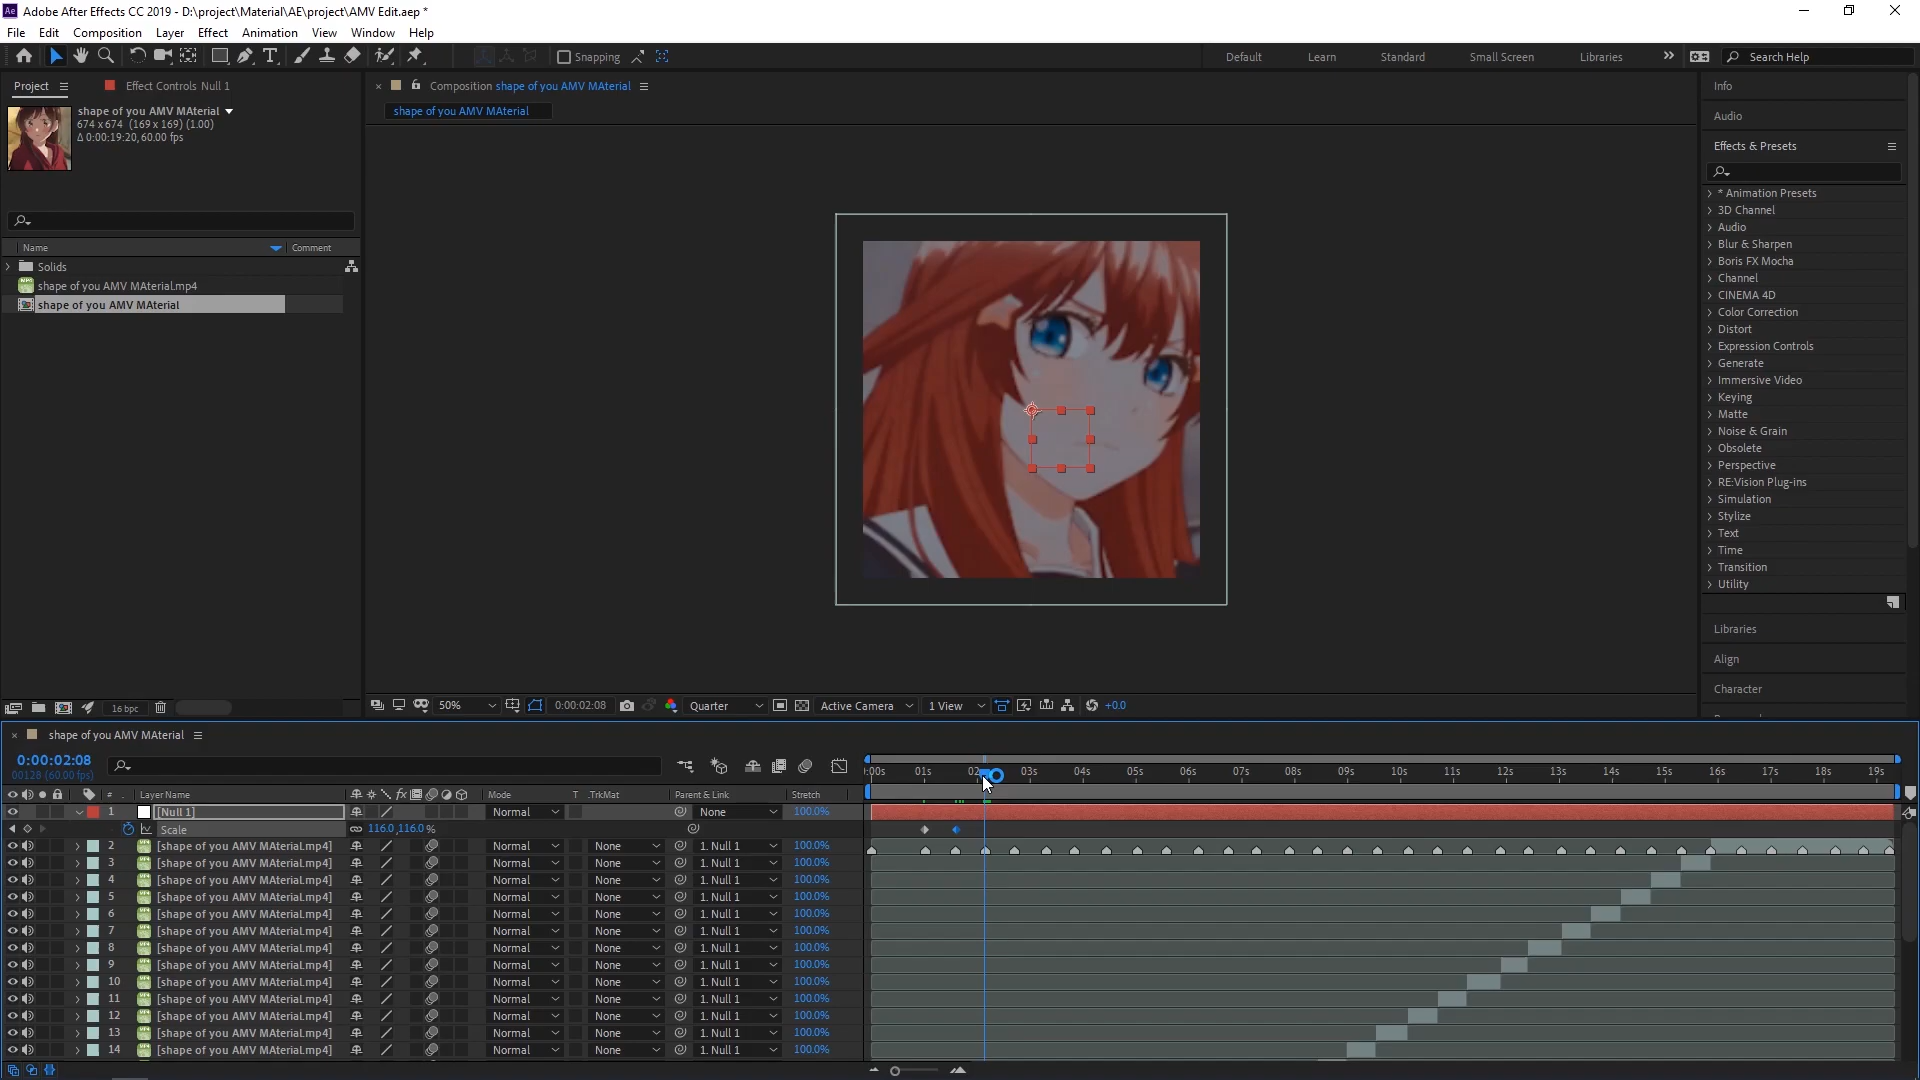 Ae Adobe After Effects CC 2019 - D:\project\Material\AE\project\AMV Edit.aep *
File Edit Composition Layer Effect Animation View Window Help
Snapping
Default Learn Standard Small Screen Libraries
Search Help
Project
Effect Controls Null 1
shape of you AMV MAterial
674 x 674 (169 x 169) (1.00)
Δ 0:00:19:20, 60.00 fps
Name Comment
Solids
shape of you AMV MAterial.mp4
shape of you AMV MAterial
16 bpc
Composition shape of you AMV MAterial
shape of you AMV MAterial
50% 0:00:02:08 Quarter Active Camera 1 View +0.0
Info
Audio
Effects & Presets
* Animation Presets
3D Channel
Audio
Blur & Sharpen
Boris FX Mocha
Channel
CINEMA 4D
Color Correction
Distort
Expression Controls
Generate
Immersive Video
Keying
Matte
Noise & Grain
Obsolete
Perspective
RE:Vision Plug-ins
Simulation
Stylize
Text
Time
Transition
Utility
Libraries
Align
Character
shape of you AMV MAterial
0:00:02:08
00128 (60.00 fps)
:00s 01s 02s 03s 04s 05s 06s 07s 08s 09s 10s 11s 12s 13s 14s 15s 16s 17s 18s 19s
# Layer Name Mode T .TrkMat Parent & Link Stretch
1 [Null 1] Normal None 100.0%
Scale 116.0,116.0%
2 [shape of you AMV MAterial.mp4] Normal None 1. Null 1 100.0%
3 [shape of you AMV MAterial.mp4] Normal None 1. Null 1 100.0%
4 [shape of you AMV MAterial.mp4] Normal None 1. Null 1 100.0%
5 [shape of you AMV MAterial.mp4] Normal None 1. Null 1 100.0%
6 [shape of you AMV MAterial.mp4] Normal None 1. Null 1 100.0%
7 [shape of you AMV MAterial.mp4] Normal None 1. Null 1 100.0%
8 [shape of you AMV MAterial.mp4] Normal None 1. Null 1 100.0%
9 [shape of you AMV MAterial.mp4] Normal None 1. Null 1 100.0%
10 [shape of you AMV MAterial.mp4] Normal None 1. Null 1 100.0%
11 [shape of you AMV MAterial.mp4] Normal None 1. Null 1 100.0%
12 [shape of you AMV MAterial.mp4] Normal None 1. Null 1 100.0%
13 [shape of you AMV MAterial.mp4] Normal None 1. Null 1 100.0%
14 [shape of you AMV MAterial.mp4] Normal None 1. Null 1 100.0%